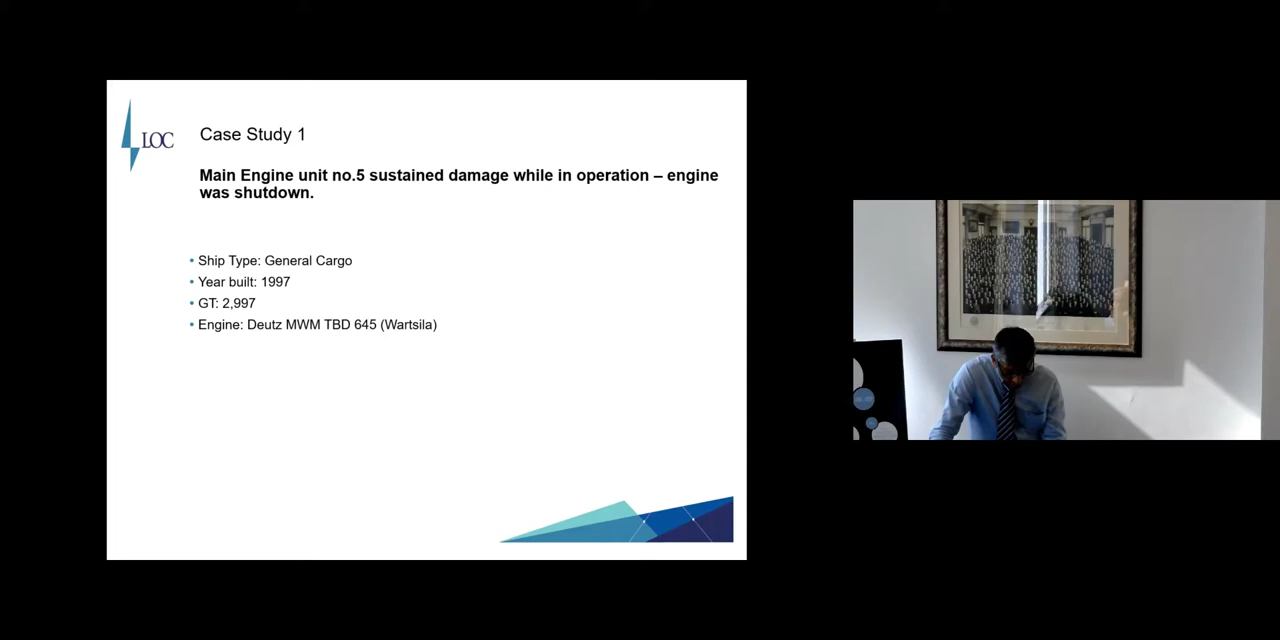 LOC
Case Study 1
Main Engine unit no.5 sustained damage while in operation – engine
was shutdown.
• Ship Type: General Cargo
• Year built: 1997
• GT: 2,997
• Engine: Deutz MWM TBD 645 (Wartsila)